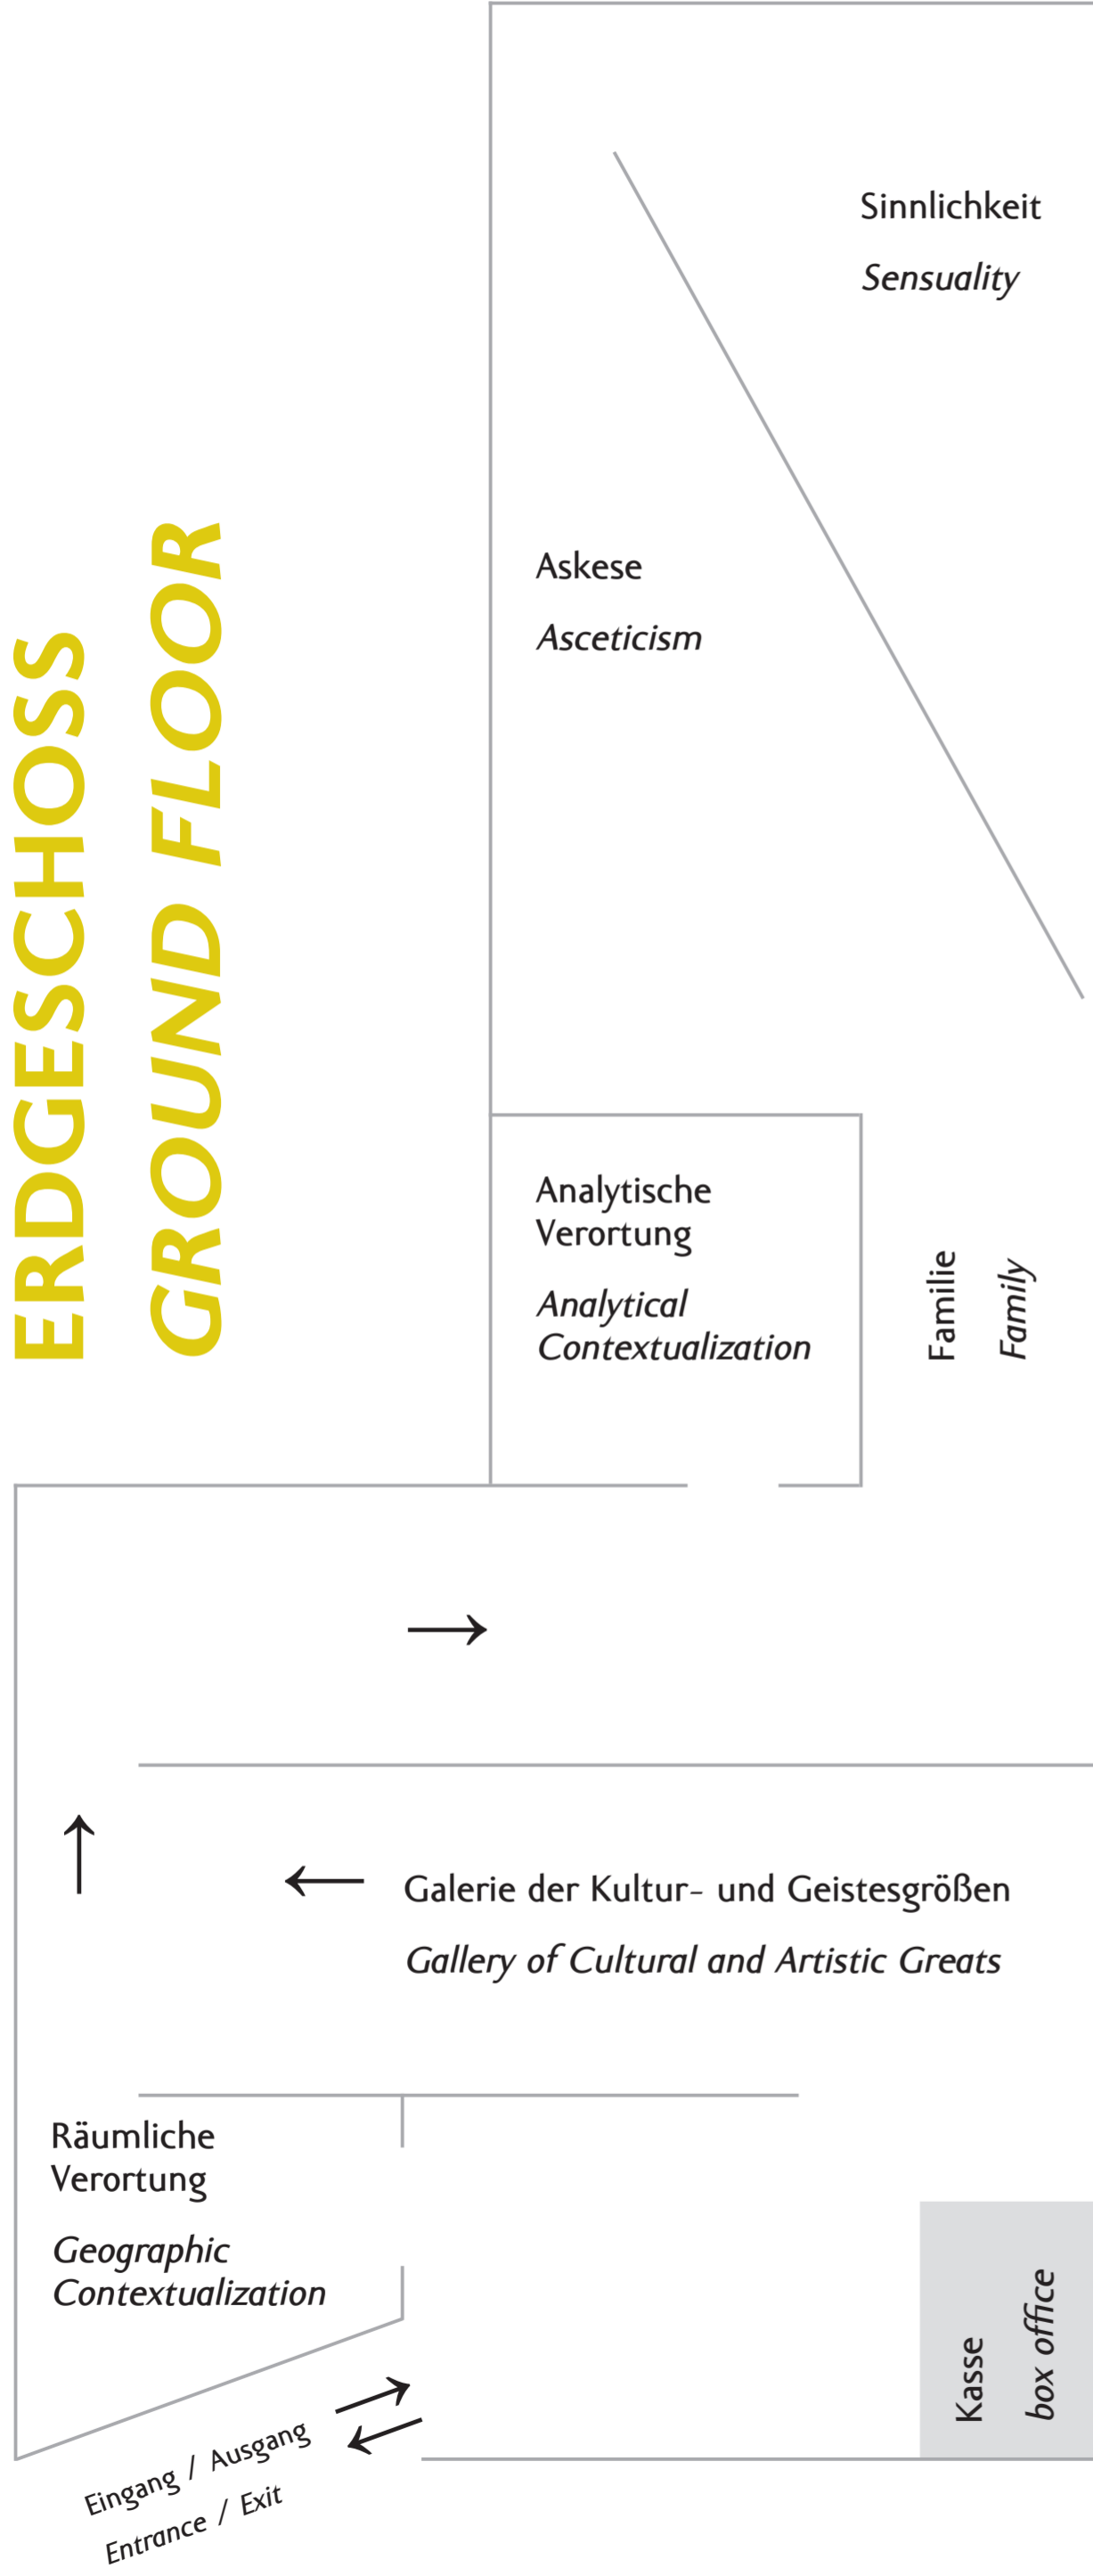 ERDGESCHOSS
GROUND FLOOR
Sinnlichkeit
Sensuality
Askese
Asceticism
Analytische
Verortung
Analytical
Contextualization
Familie
Family
Galerie der Kultur- und Geistesgrößen
Gallery of Cultural and Artistic Greats
Räumliche
Verortung
Geographic
Contextualization
Kasse
box office
Eingang / Ausgang
Entrance / Exit